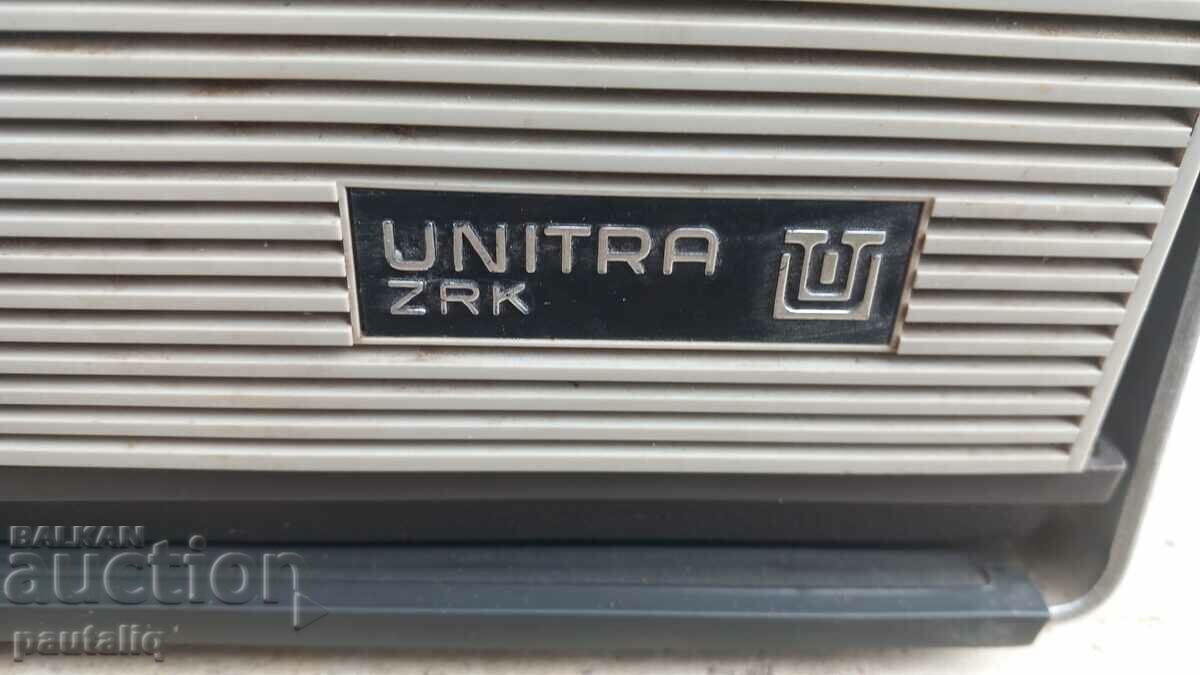 UNITRA
ZRK
BALKAN
auction
pautaliq